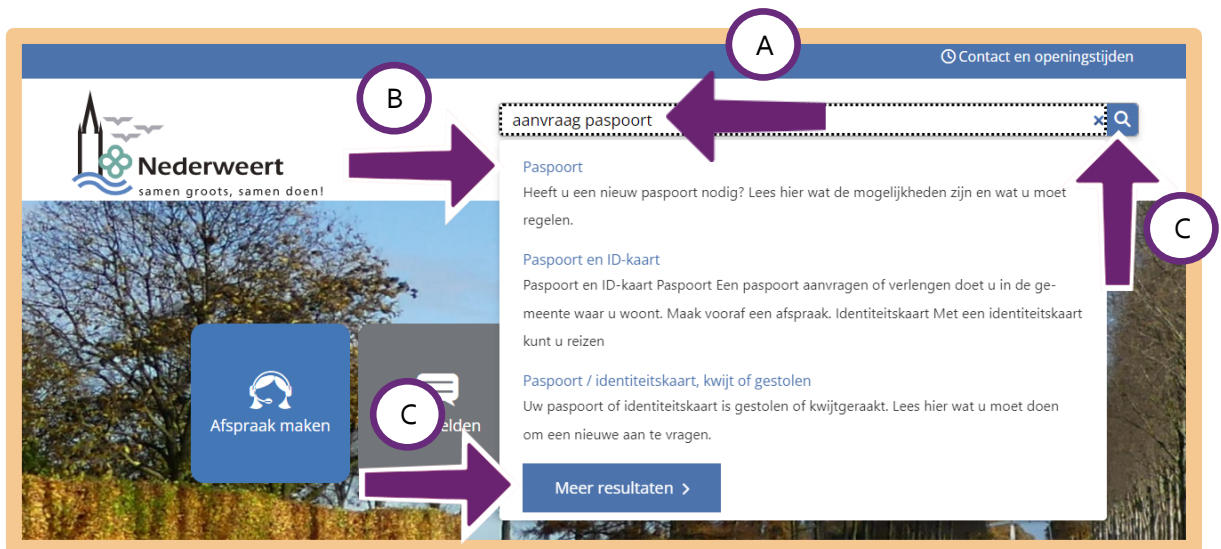 A
Contact en openingstijden
B
aanvraag paspoort
Nederweert
samen groots, samen doen!
Paspoort
Heeft u een nieuw paspoort nodig? Lees hier wat de mogelijkheden zijn en wat u moet
regelen.
C
Paspoort en ID-kaart
Paspoort en ID-kaart Paspoort Een paspoort aanvragen of verlengen doet u in de ge-
meente waar u woont. Maak vooraf een afspraak. Identiteitskaart Met een identiteitskaart
kunt u reizen
Paspoort / identiteitskaart, kwijt of gestolen
Uw paspoort of identiteitskaart is gestolen of kwijtgeraakt. Lees hier wat u moet doen
om een nieuwe aan te vragen.
Afspraak maken
C
elden
Meer resultaten >